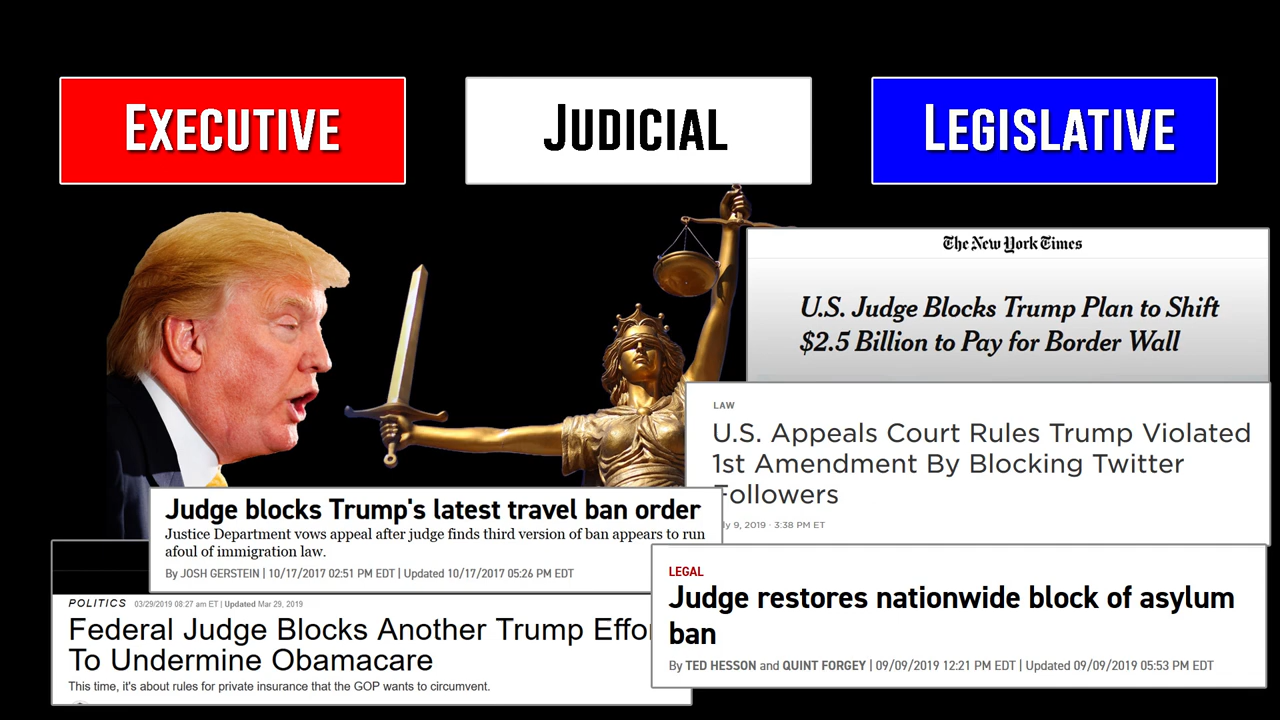 EXECUTIVE
JUDICIAL
LEGISLATIVE
The New York Times
U.S. Judge Blocks Trump Plan to Shift
$2.5 Billion to Pay for Border Wall
LAW
U.S. Appeals Court Rules Trump Violated
1st Amendment By Blocking Twitter
Followers
9, 2019 · 3:38 PM ET
Judge blocks Trump's latest travel ban order
Justice Department vows appeal after judge finds third version of ban appears to run
afoul of immigration law.
By JOSH GERSTEIN | 10/17/2017 02:51 PM EDT | Updated 10/17/2017 05:26 PM EDT
POLITICS 03/29/2019 08:27 am ET | Updated Mar 29, 2019
Federal Judge Blocks Another Trump Effo
To Undermine Obamacare
This time, it's about rules for private insurance that the GOP wants to circumvent.
LEGAL
Judge restores nationwide block of asylum
ban
By TED HESSON and QUINT FORGEY | 09/09/2019 12:21 PM EDT | Updated 09/09/2019 05:53 PM EDT